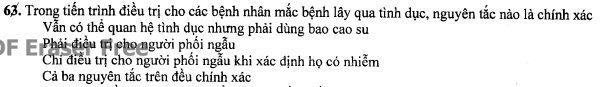 63. Trong tiến trình điều trị cho các bệnh nhân mắc bệnh lây qua tình dục, nguyên tắc nào là chính xác
Vẫn có thể quan hệ tình dục nhưng phải dùng bao cao su
Phải điều trị cho người phối ngẫu
Chỉ điều trị cho người phối ngẫu khi xác định họ có nhiễm
Cả ba nguyên tắc trên đều chính xác